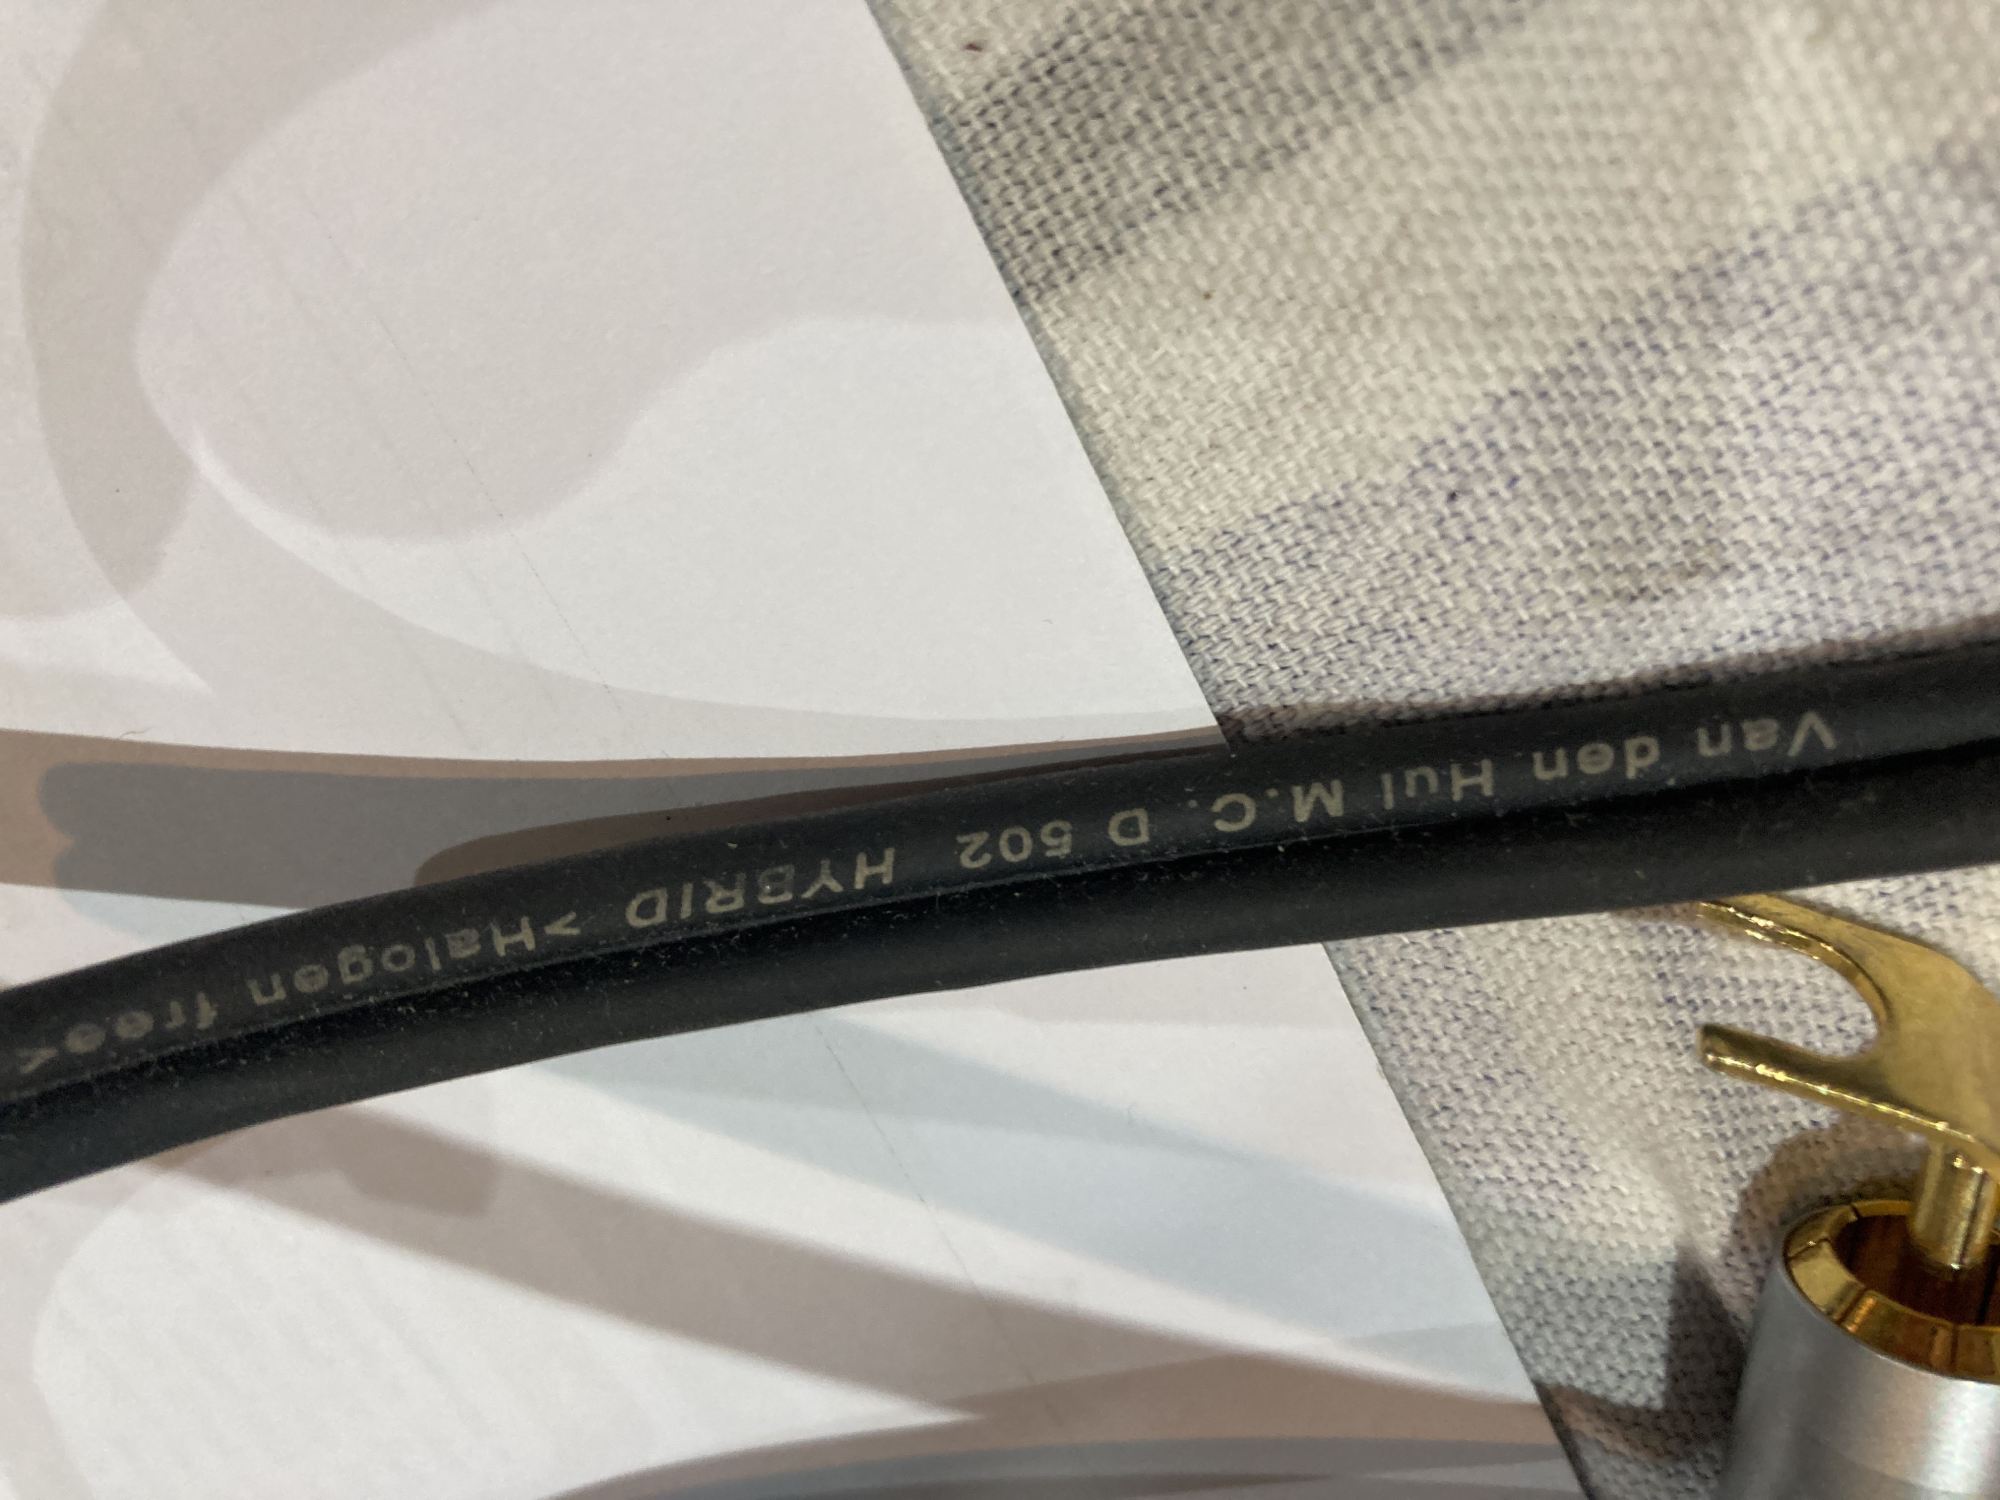 Van den Hul M.C. D 502 HYBRID >Halogen free<